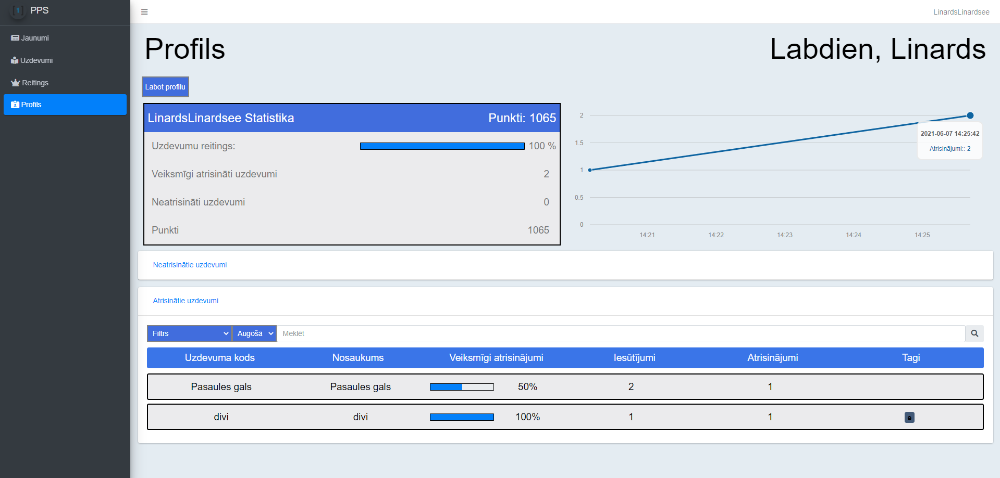 [1] PPS
LinardsLinardsee
Jaunumi
Uzdevumi
Reitings
Profils
Profils
Labdien, Linards
Labot profilu
LinardsLinardsee Statistika Punkti: 1065
Uzdevumu reitings: 100 %
Veiksmīgi atrisināti uzdevumi 2
Neatrisināti uzdevumi 0
Punkti 1065
2
1.5
1
0.5
0
14:21 14:22 14:23 14:24 14:25
2021-06-07 14:25:42
Atrisinājumi:: 2
Neatrisinātie uzdevumi
Atrisinātie uzdevumi
Filtrs Augošā Meklēt
Uzdevuma kods Nosaukums Veiksmīgi atrisinājumi Iesūtījumi Atrisinājumi Tagi
Pasaules gals Pasaules gals 50% 2 1
divi divi 100% 1 1 e